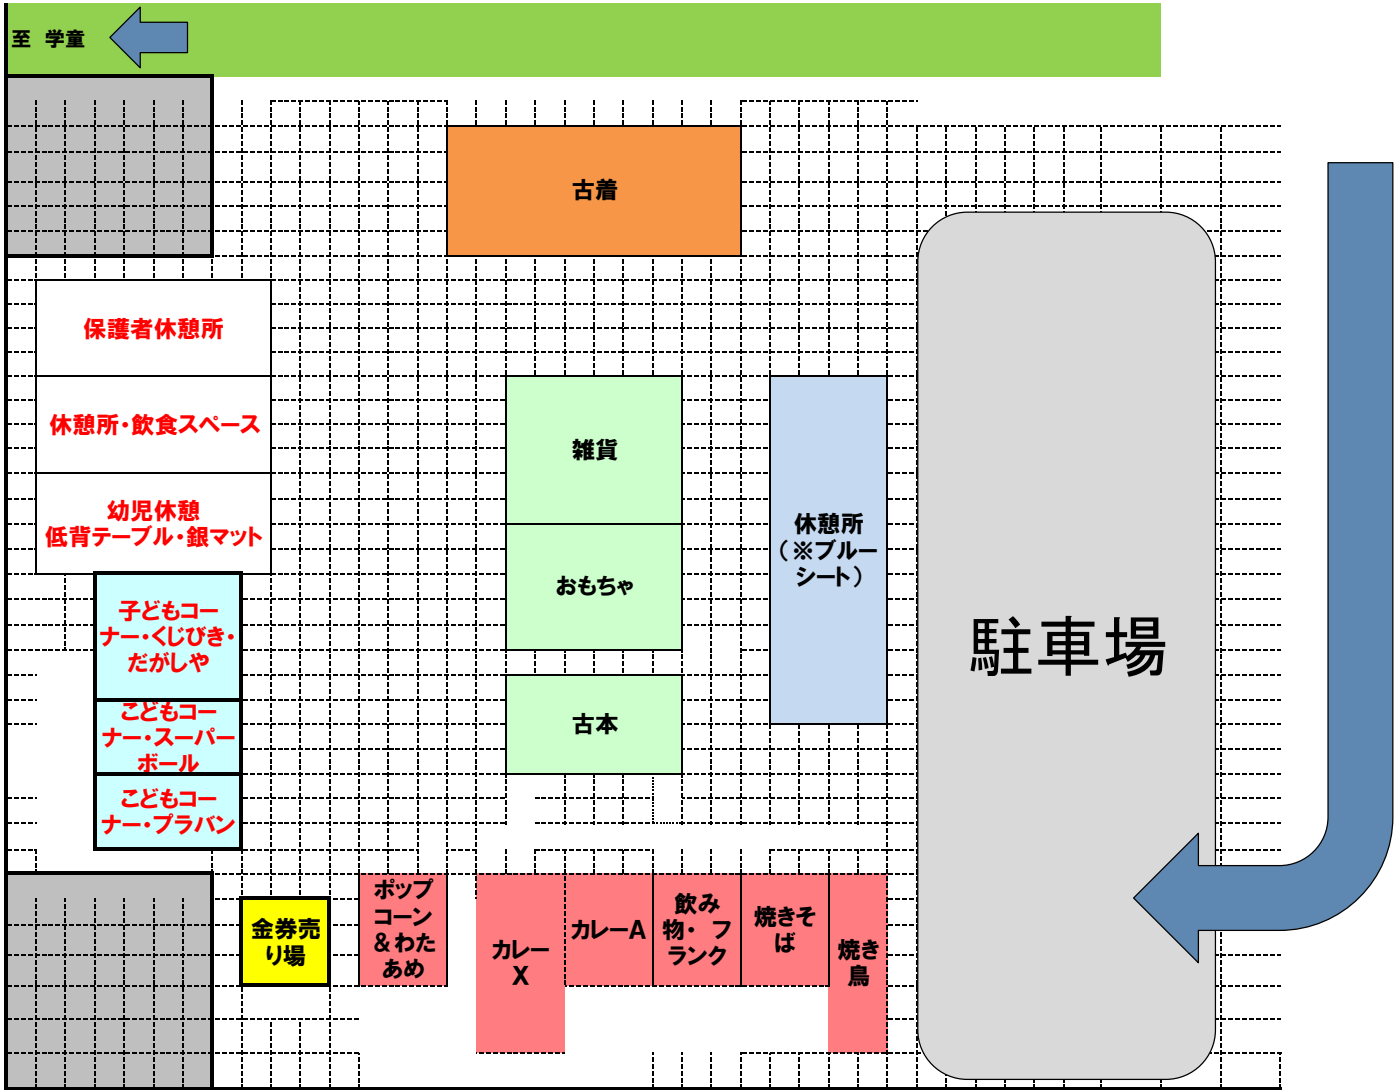 至 学童
古着
保護者休憩所
休憩所・飲食スペース
幼児休憩
低背テーブル・銀マット
子どもコー
ナー・くじびき・
だがしや
こどもコー
ナー・スーパー
ボール
こどもコー
ナー・プラバン
雑貨
おもちゃ
古本
休憩所
(※ブルー
シート)
駐車場
金券売
り場
ポップ
コーン
&わた
あめ
カレー
X
カレーA
飲み
物・ フ
ランク
焼きそ
ば
焼き
鳥